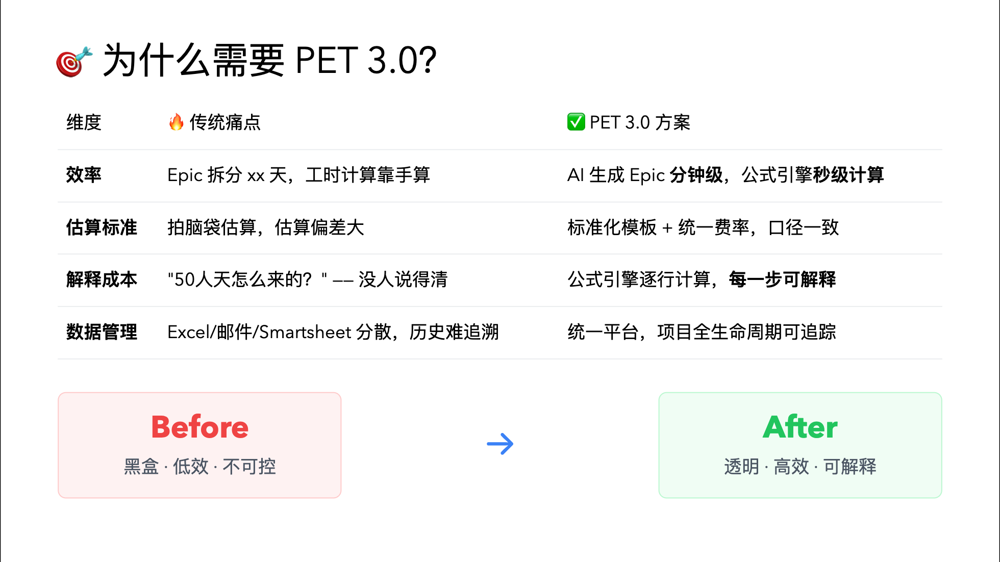 🎯 为什么需要 PET 3.0?
维度 🔥 传统痛点 ✅ PET 3.0 方案
效率 Epic 拆分 xx 天，工时计算靠手算 AI 生成 Epic 分钟级，公式引擎秒级计算
估算标准 拍脑袋估算，估算偏差大 标准化模板 + 统一费率，口径一致
解释成本 "50人天怎么来的？" —— 没人说得清 公式引擎逐行计算，每一步可解释
数据管理 Excel/邮件/Smartsheet 分散，历史难追溯 统一平台，项目全生命周期可追踪
Before
黑盒 · 低效 · 不可控
→
After
透明 · 高效 · 可解释